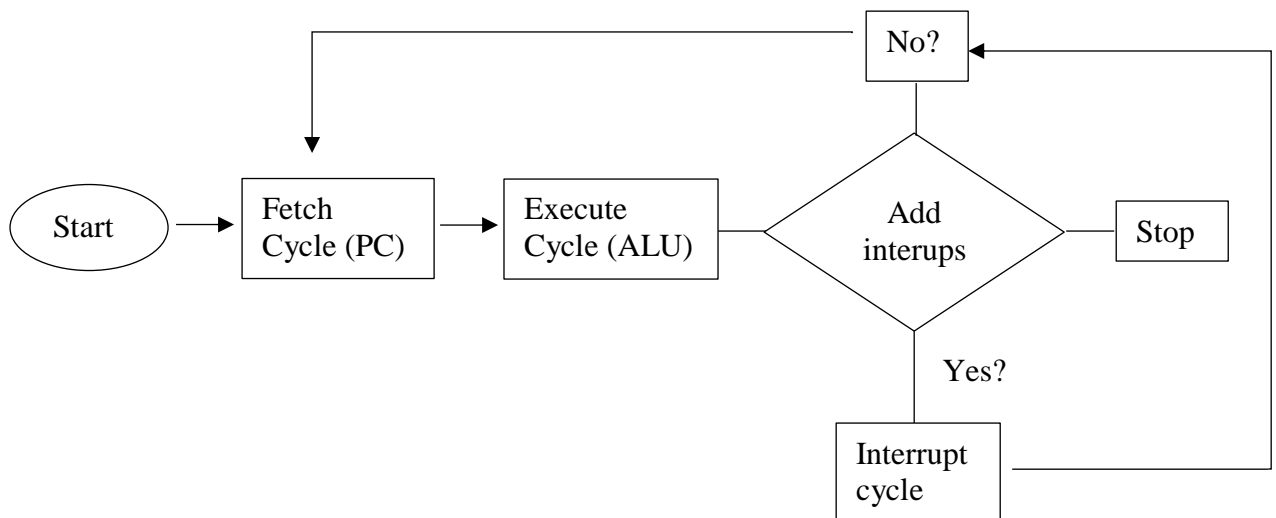 No?
Start
Fetch
Cycle (PC)
Execute
Cycle (ALU)
Add
interups
Stop
Yes?
Interrupt
cycle